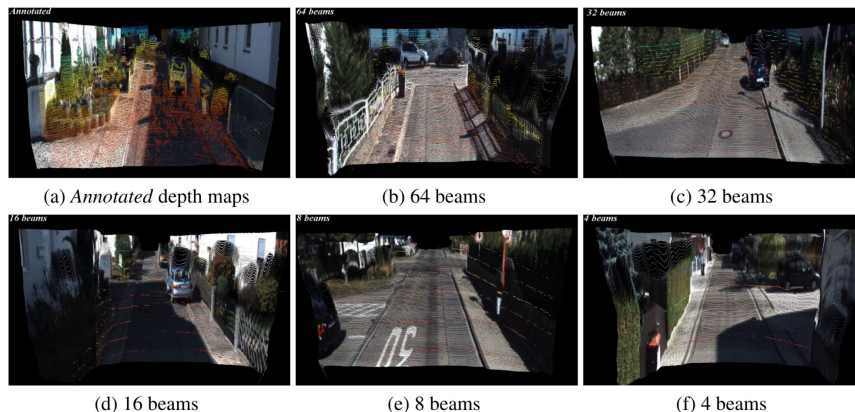 Annotated
64 beams
32 beams
(a) Annotated depth maps
(b) 64 beams
(c) 32 beams
16 beams
8 beams
4 beams
(d) 16 beams
(e) 8 beams
(f) 4 beams